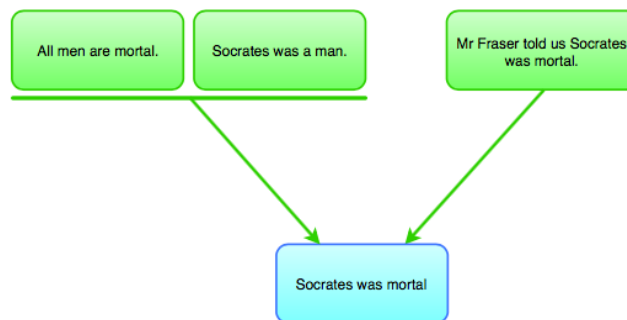 All men are mortal.
Socrates was a man.
Mr Fraser told us Socrates
was mortal.
Socrates was mortal